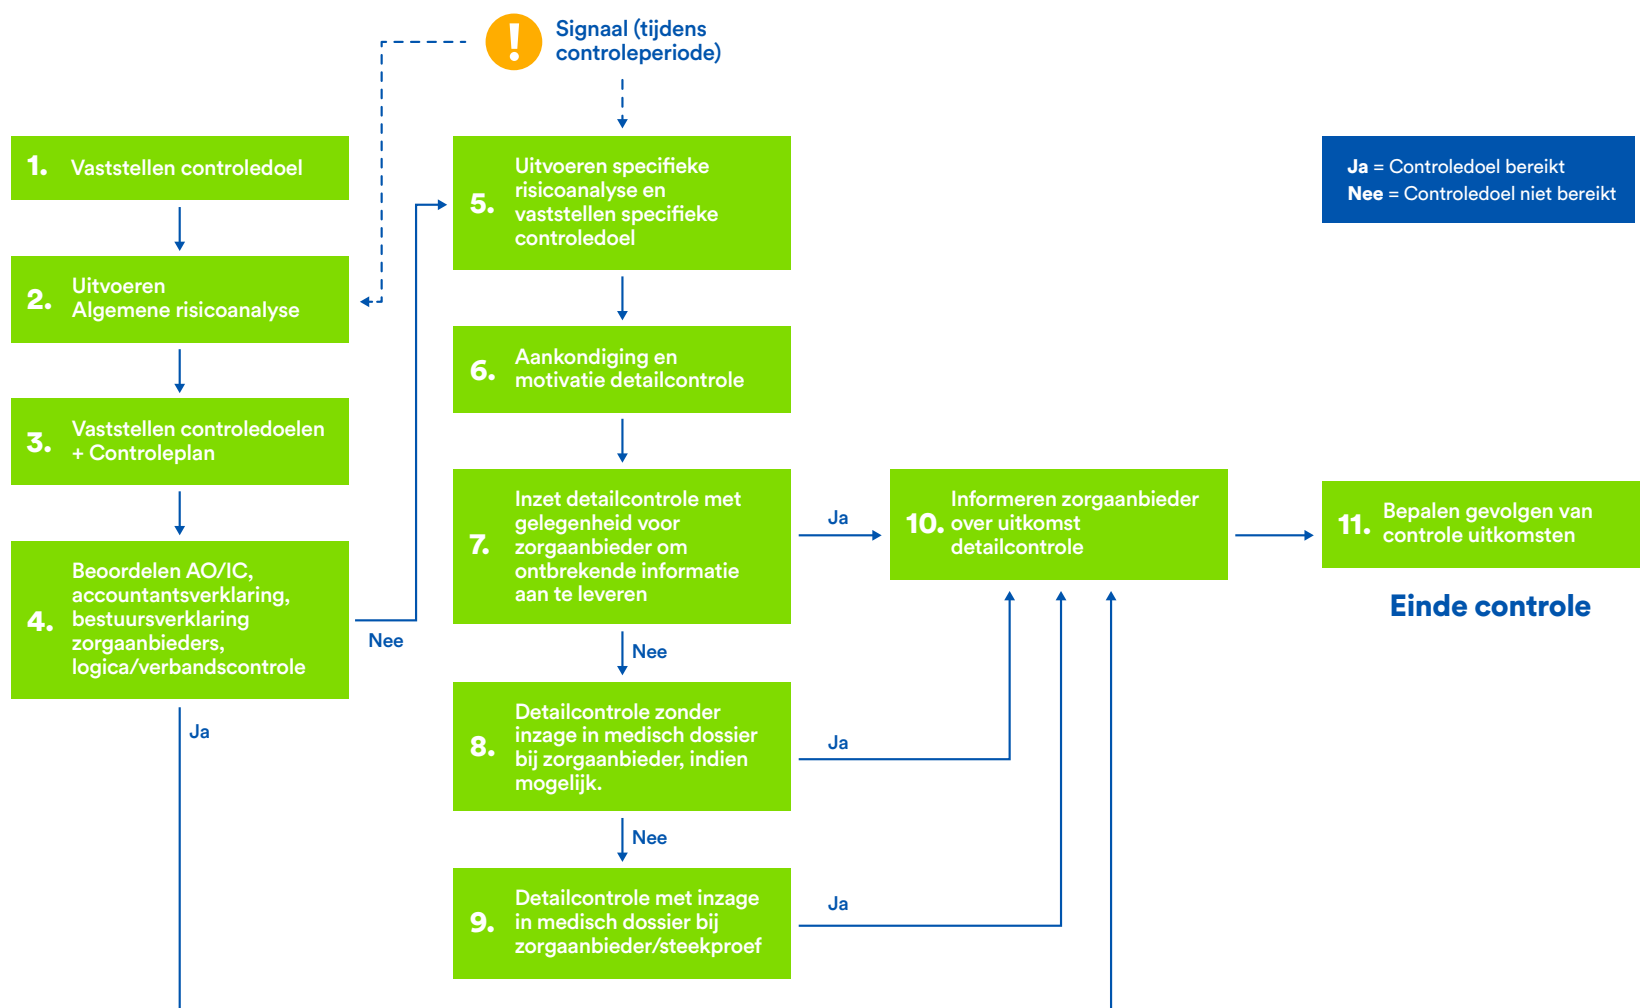 Signaal (tijdens
controleperiode)
1. Vaststellen controledoel
2. Uitvoeren
Algemene risicoanalyse
3. Vaststellen controledoelen
+ Controleplan
4. Beoordelen AO/IC,
accountantsverklaring,
bestuursverklaring
zorgaanbieders,
logica/verbandscontrole
Nee
Ja
5. Uitvoeren specifieke
risicoanalyse en
vaststellen specifieke
controledoel
6. Aankondiging en
motivatie detailcontrole
7. Inzet detailcontrole met
gelegenheid voor
zorgaanbieder om
ontbrekende informatie
aan te leveren
Ja
Nee
8. Detailcontrole zonder
inzage in medisch dossier
bij zorgaanbieder, indien
mogelijk.
Ja
Nee
9. Detailcontrole met inzage
in medisch dossier bij
zorgaanbieder/steekproef
Ja
10. Informeren zorgaanbieder
over uitkomst
detailcontrole
11. Bepalen gevolgen van
controle uitkomsten
Einde controle
Ja = Controledoel bereikt
Nee = Controledoel niet bereikt